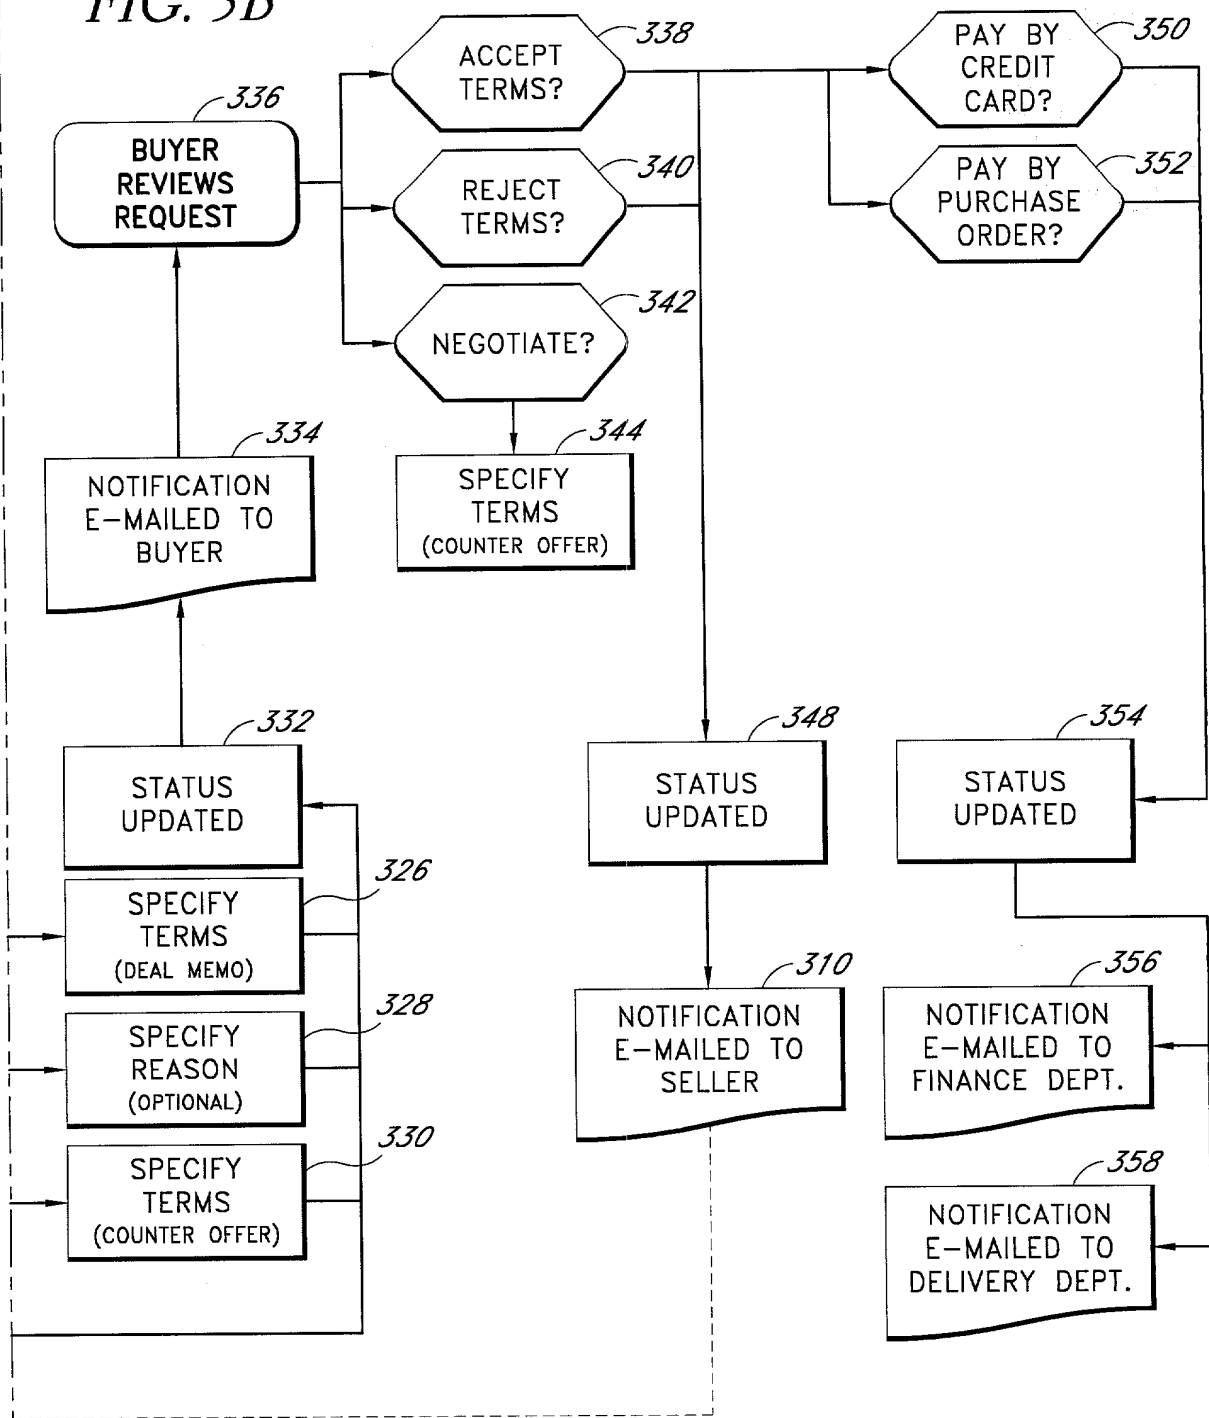 FIG. 3B
338
ACCEPT
TERMS?
350
PAY BY
CREDIT
CARD?
336
BUYER
REVIEWS
REQUEST
340
REJECT
TERMS?
352
PAY BY
PURCHASE
ORDER?
342
NEGOTIATE?
334
NOTIFICATION
E-MAILED TO
BUYER
344
SPECIFY
TERMS
(COUNTER OFFER)
332
STATUS
UPDATED
348
STATUS
UPDATED
354
STATUS
UPDATED
326
SPECIFY
TERMS
(DEAL MEMO)
310
NOTIFICATION
E-MAILED TO
SELLER
356
NOTIFICATION
E-MAILED TO
FINANCE DEPT.
328
SPECIFY
REASON
(OPTIONAL)
330
SPECIFY
TERMS
(COUNTER OFFER)
358
NOTIFICATION
E-MAILED TO
DELIVERY DEPT.